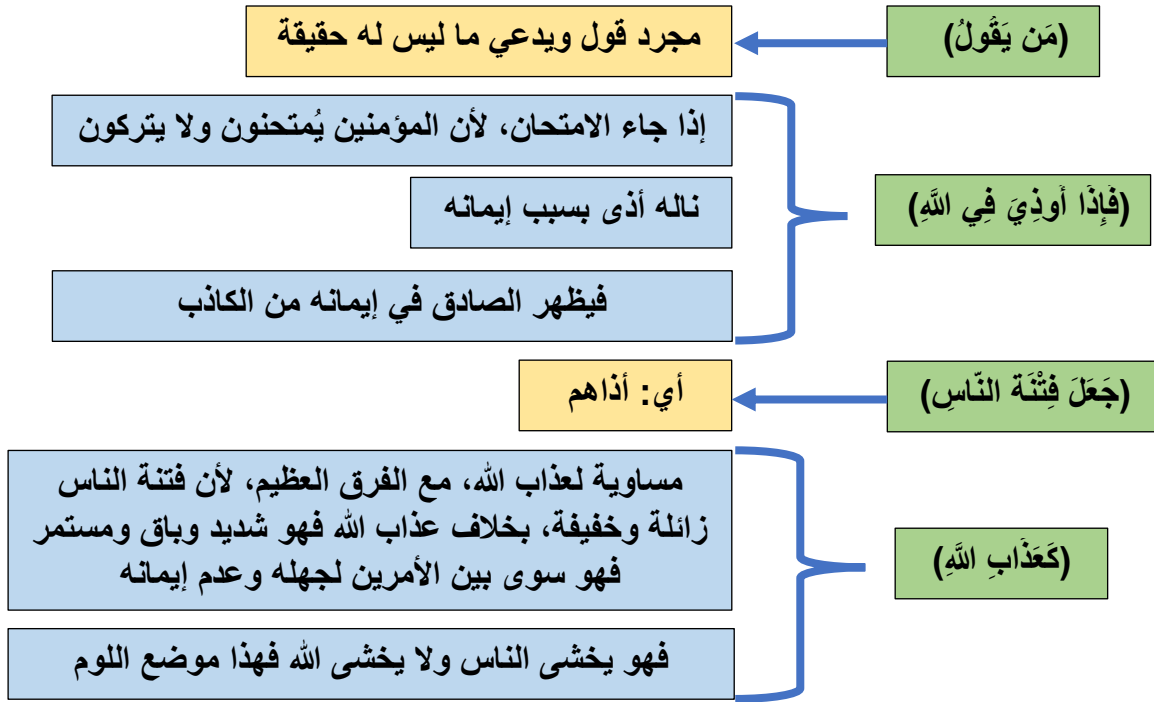 (مَن يَقُولُ)
مجرد قول ويدعي ما ليس له حقيقة
(فَإِذَا أُوذِيَ فِي اللَّهِ)
إذا جاء الامتحان، لأن المؤمنين يُمتحنون ولا يتركون
ناله أذى بسبب إيمانه
فيظهر الصادق في إيمانه من الكاذب
(جَعَلَ فِتْنَة النّاسِ)
أي: أذاهم
(كَعَذَابِ اللَّهِ)
مساوية لعذاب الله، مع الفرق العظيم، لأن فتنة الناس
زائلة وخفيفة، بخلاف عذاب الله فهو شديد وباق ومستمر
فهو سوى بين الأمرين لجهله وعدم إيمانه
فهو يخشى الناس ولا يخشى الله فهذا موضع اللوم